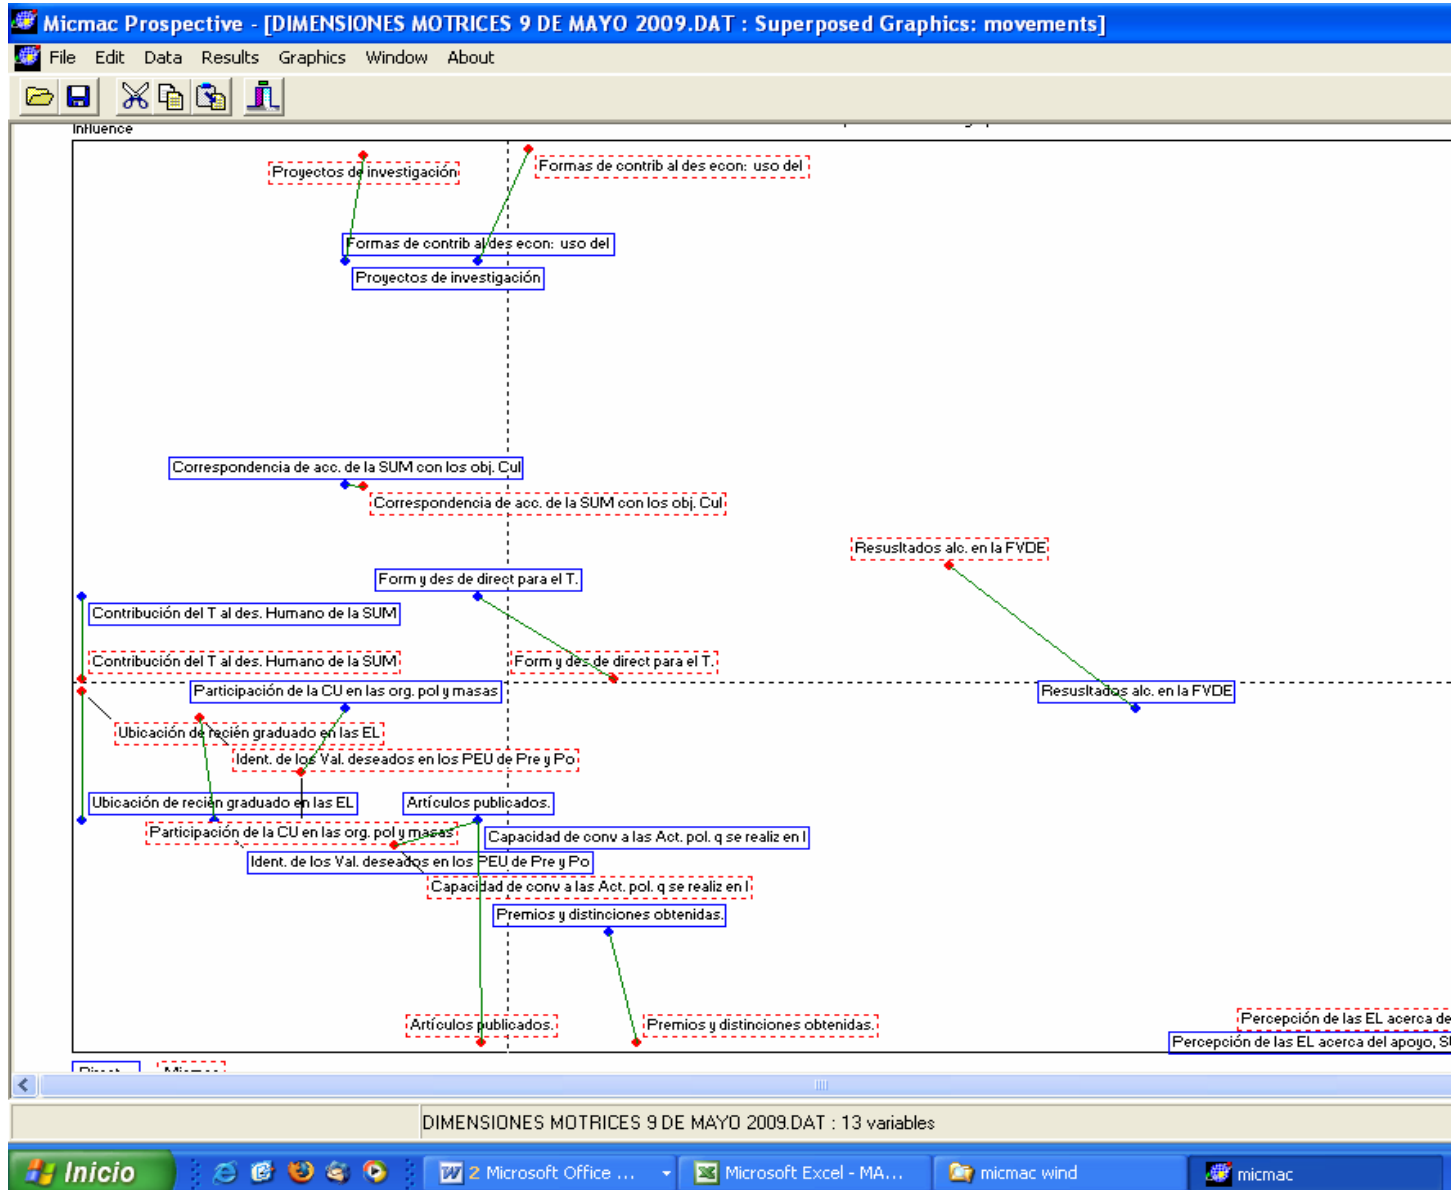 Micmac Prospective - [DIMENSIONES MOTRICES 9 DE MAYO 2009.DAT : Superposed Graphics: movements]
File Edit Data Results Graphics Window About
Influence
Proyectos de investigación
Formas de contrib al des econ: uso del
Formas de contrib al des econ: uso del
Proyectos de investigación
Correspondencia de acc. de la SUM con los obj. Cul
Correspondencia de acc. de la SUM con los obj. Cul
Resusltados alc. en la FVDE
Form y des de direct para el T.
Contribución del T al des. Humano de la SUM
Contribución del T al des. Humano de la SUM
Form y des de direct para el T.
Participación de la CU en las org. pol y masas
Resusltados alc. en la FVDE
Ubicación de recién graduado en las EL
Ident. de los Val. deseados en los PEU de Pre y Po
Ubicación de recién graduado en las EL
Artículos publicados.
Participación de la CU en las org. pol y masas
Capacidad de conv a las Act. pol. q se realiz en l
Ident. de los Val. deseados en los PEU de Pre y Po
Capacidad de conv a las Act. pol. q se realiz en l
Premios y distinciones obtenidas.
Artículos publicados.
Premios y distinciones obtenidas.
Percepción de las EL acerca de
Percepción de las EL acerca del apoyo, S
DIMENSIONES MOTRICES 9 DE MAYO 2009.DAT : 13 variables
Inicio
2 Microsoft Office ...
Microsoft Excel - MA...
micmac wind
micmac